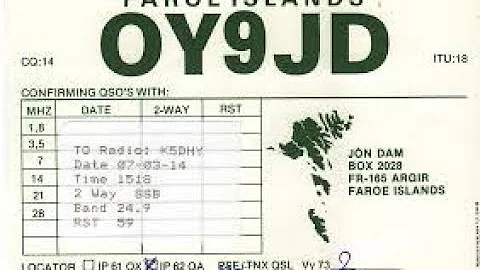 FAROE ISLANDS
OY9JD
CQ:14
ITU:18
CONFIRMING QSO'S WITH:
MHZ DATE 2-WAY RST
1,8
3,5
7
14
21
28
TO Radio: K5DHY
Date 07-03-14
Time 1518
2 Way SSB
Band 24.9
RST 59
JÓN DAM
BOX 2028
FR-165 ARGIR
FAROE ISLANDS
LOCATOR IP 61 OX IP 62 OA PSE/TNX QSL Vy 73